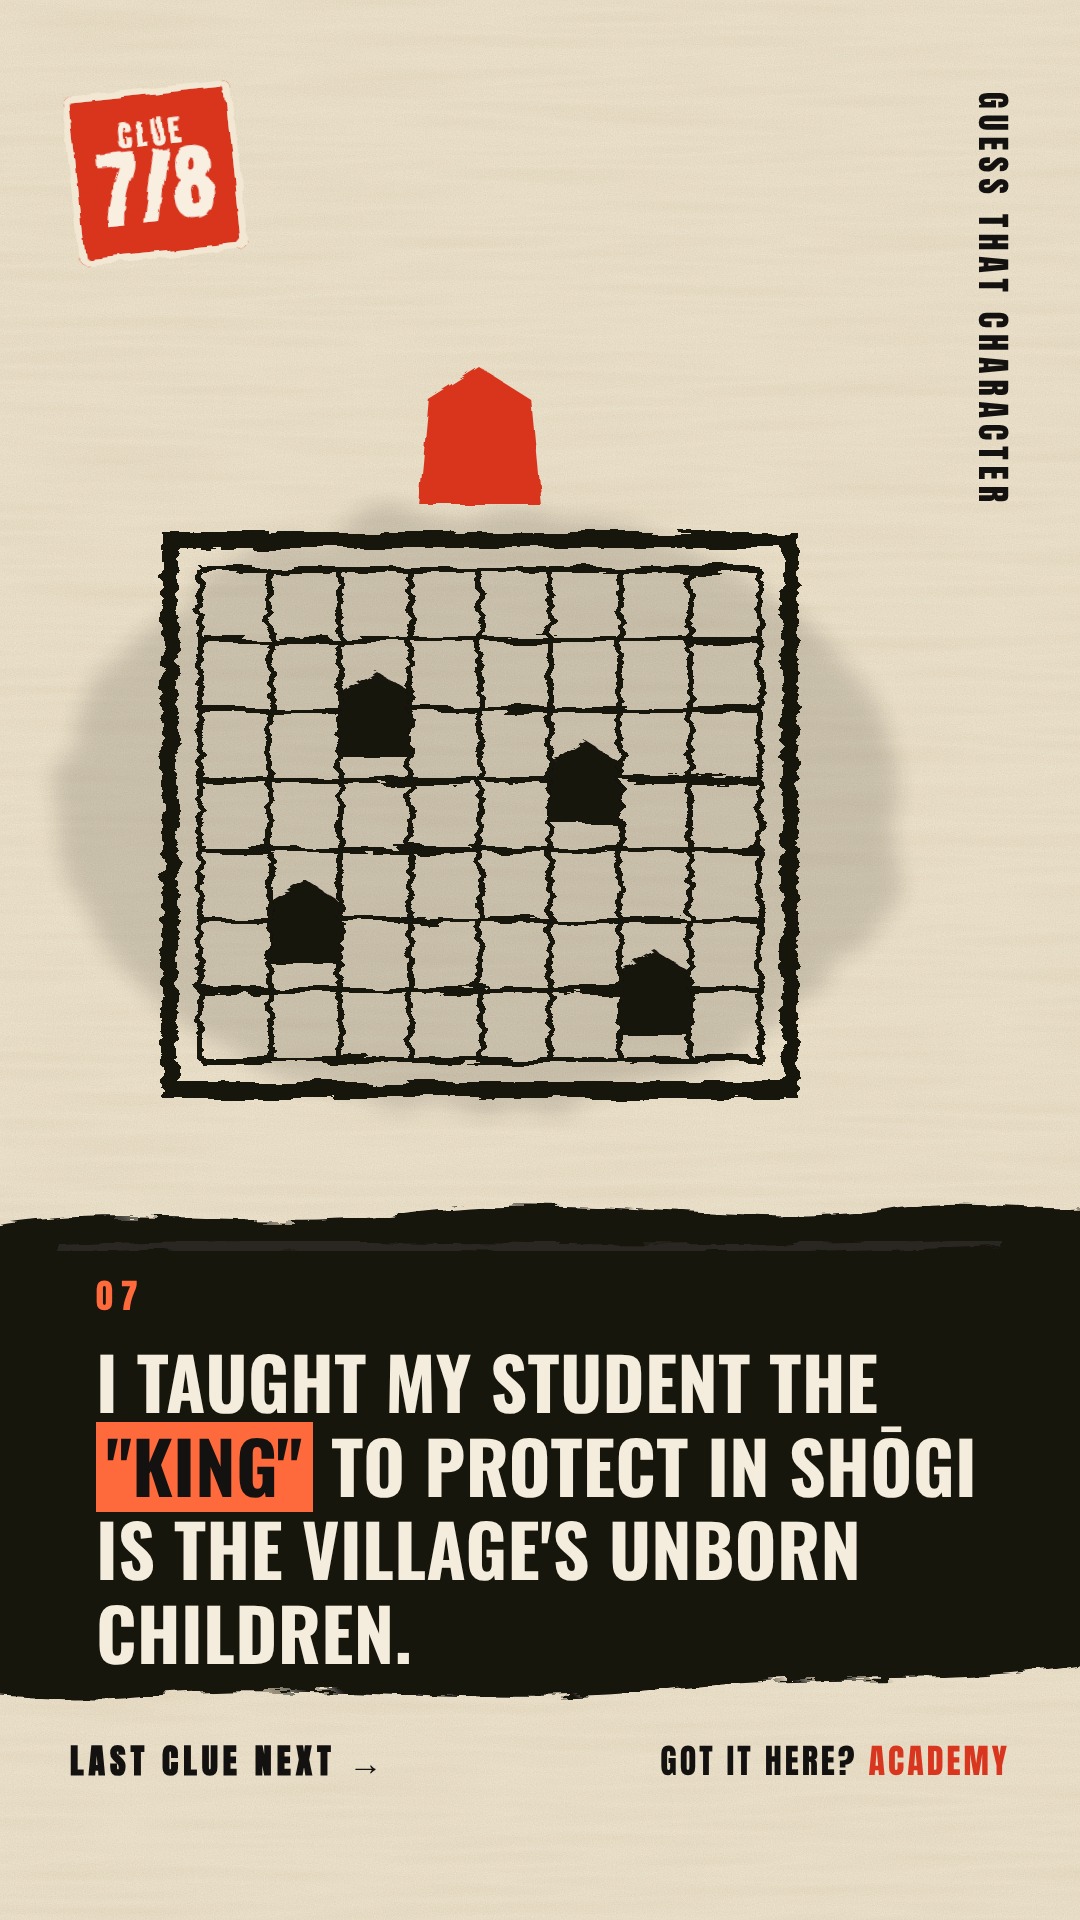 CLUE
7/8
GUESS THAT CHARACTER
07
I TAUGHT MY STUDENT THE
"KING" TO PROTECT IN SHŌGI
IS THE VILLAGE'S UNBORN
CHILDREN.
LAST CLUE NEXT →
GOT IT HERE? ACADEMY